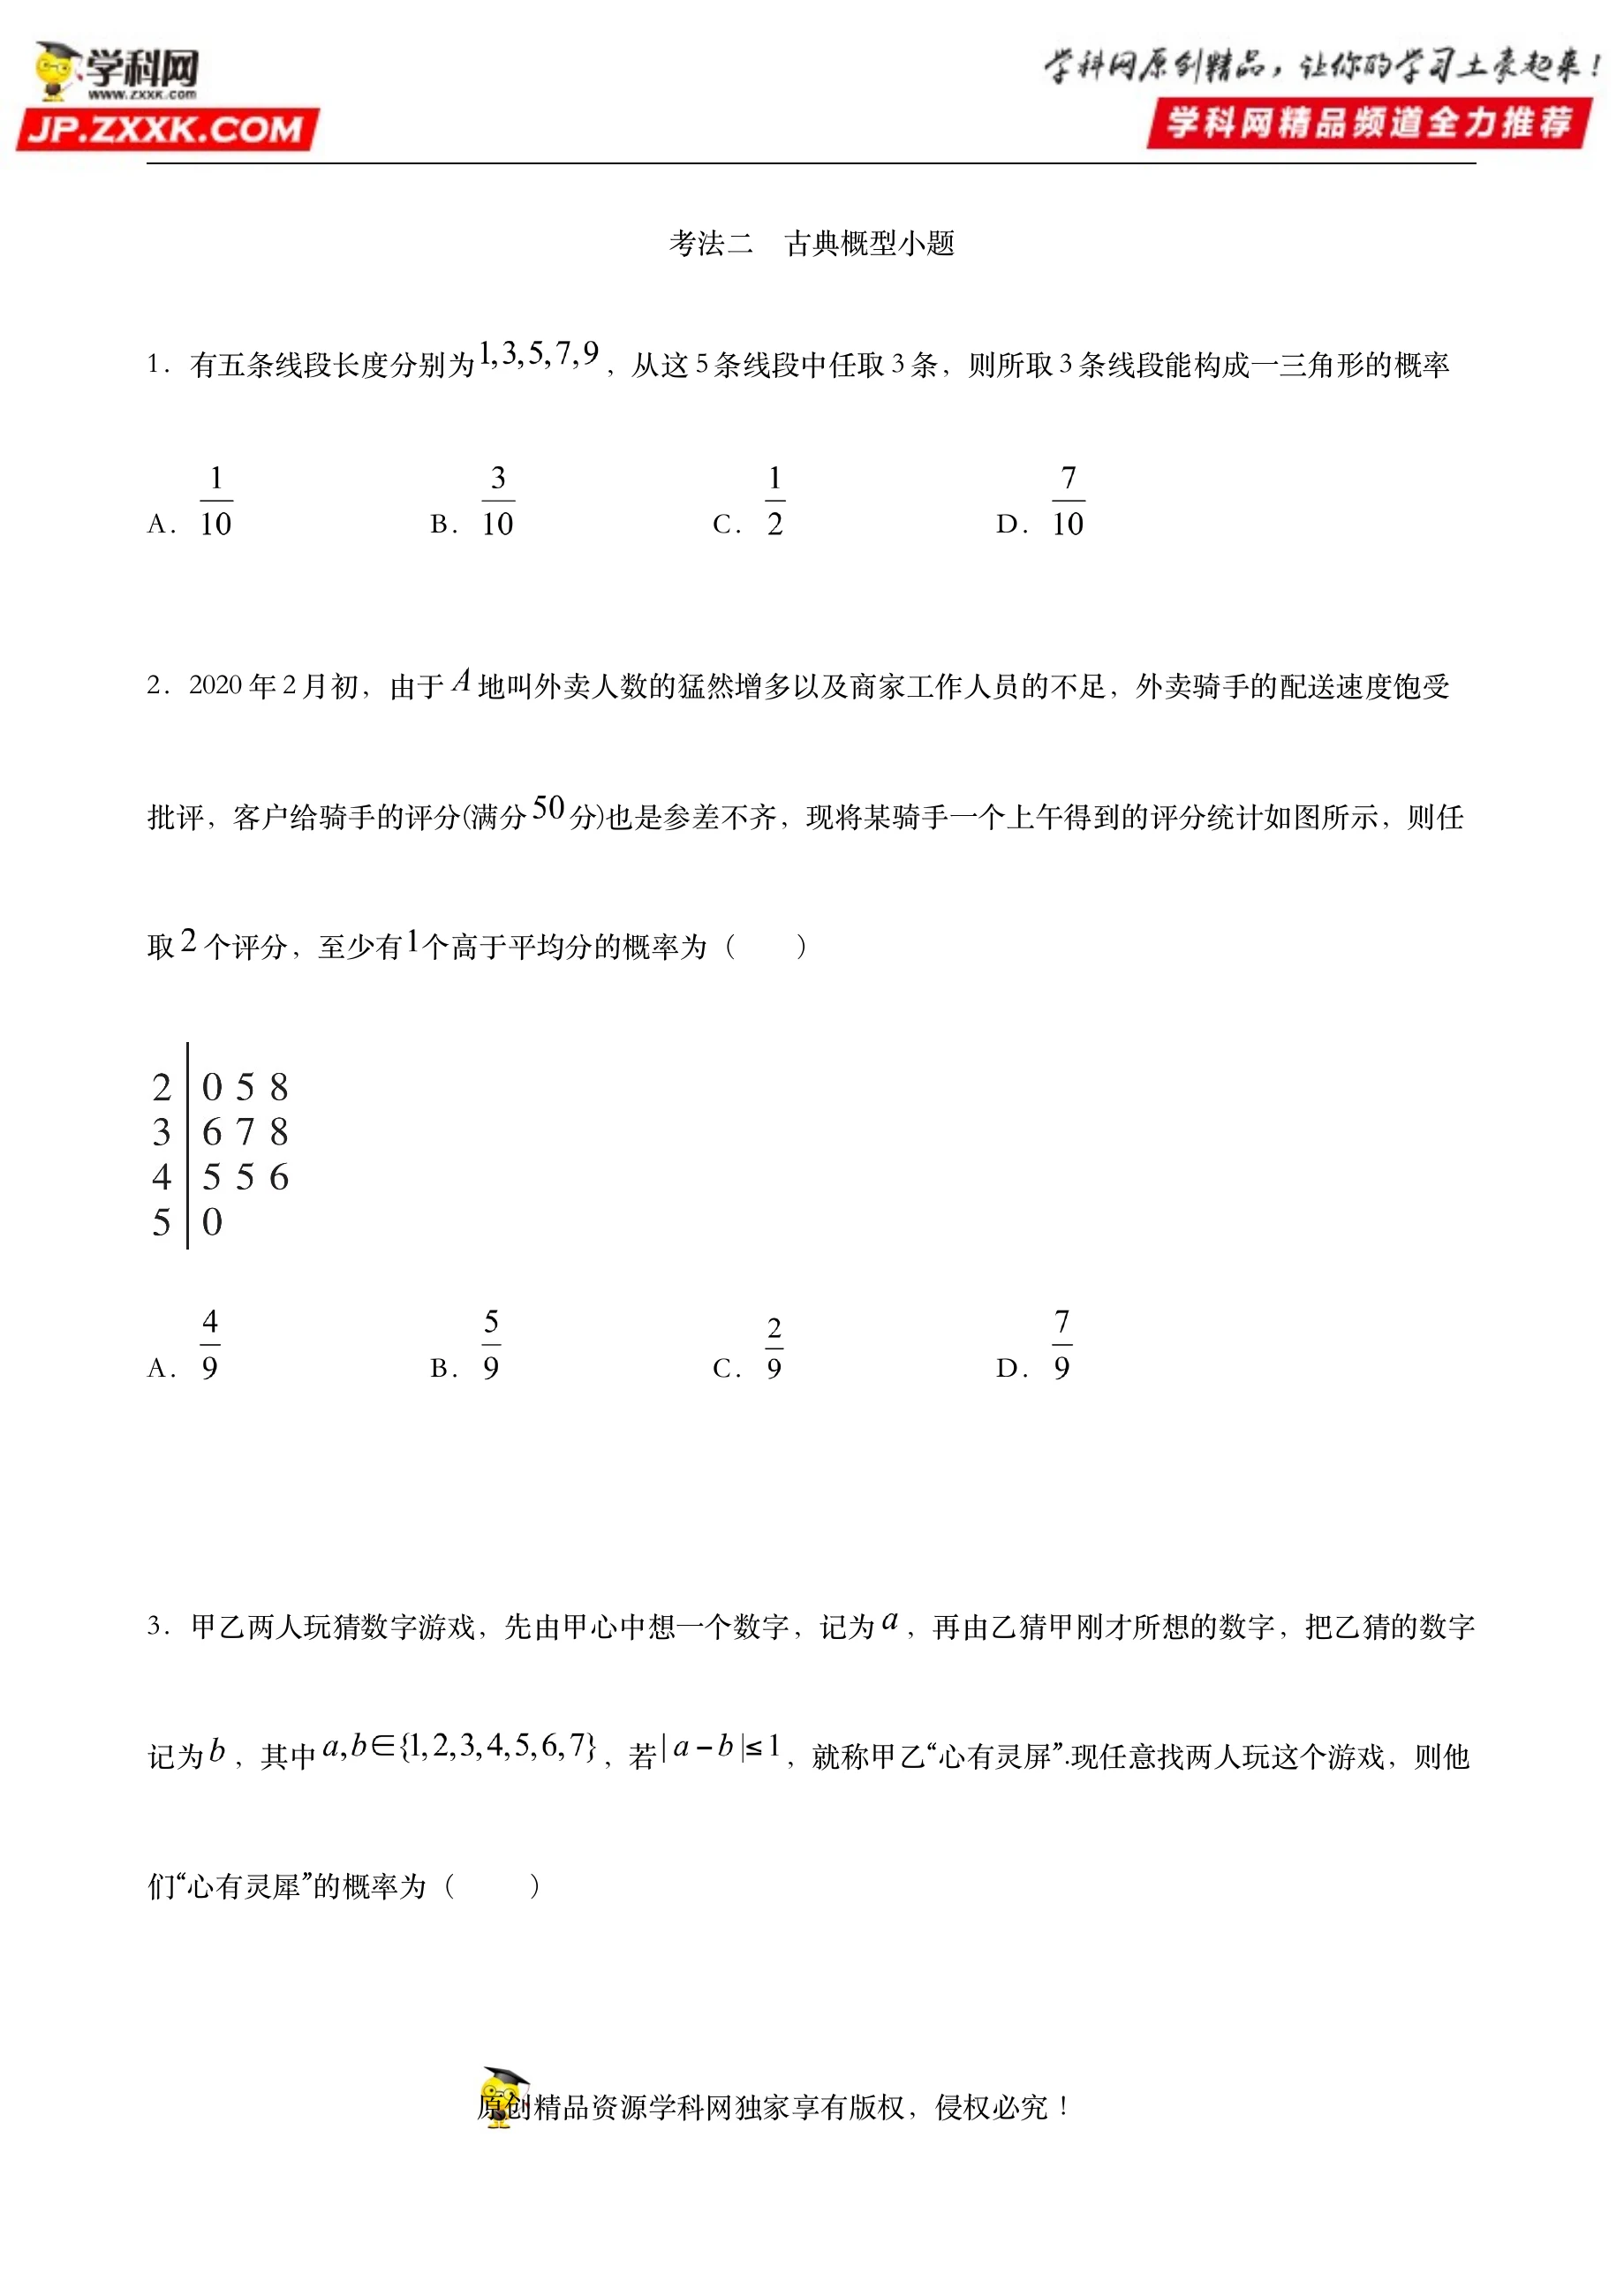 学科网
www.zxxk.com
JP.ZXXK.COM
学科网原创精品，让你的学习土豪起来！
学科网精品频道全力推荐
考法二　古典概型小题
1．有五条线段长度分别为1,3,5,7,9，从这 5 条线段中任取 3 条，则所取 3 条线段能构成一三角形的概率
A．1/10　B．3/10　C．1/2　D．7/10
2．2020 年 2 月初，由于 A 地叫外卖人数的猛然增多以及商家工作人员的不足，外卖骑手的配送速度饱受
批评，客户给骑手的评分(满分 50 分)也是参差不齐，现将某骑手一个上午得到的评分统计如图所示，则任
取 2 个评分，至少有1个高于平均分的概率为（　　）
2 | 0 5 8
3 | 6 7 8
4 | 5 5 6
5 | 0
A．4/9　B．5/9　C．2/9　D．7/9
3．甲乙两人玩猜数字游戏，先由甲心中想一个数字，记为 a，再由乙猜甲刚才所想的数字，把乙猜的数字
记为 b，其中 a,b∈{1,2,3,4,5,6,7}，若|a－b|≤1，就称甲乙“心有灵屏”.现任意找两人玩这个游戏，则他
们“心有灵犀”的概率为（　　）
原创精品资源学科网独家享有版权，侵权必究！